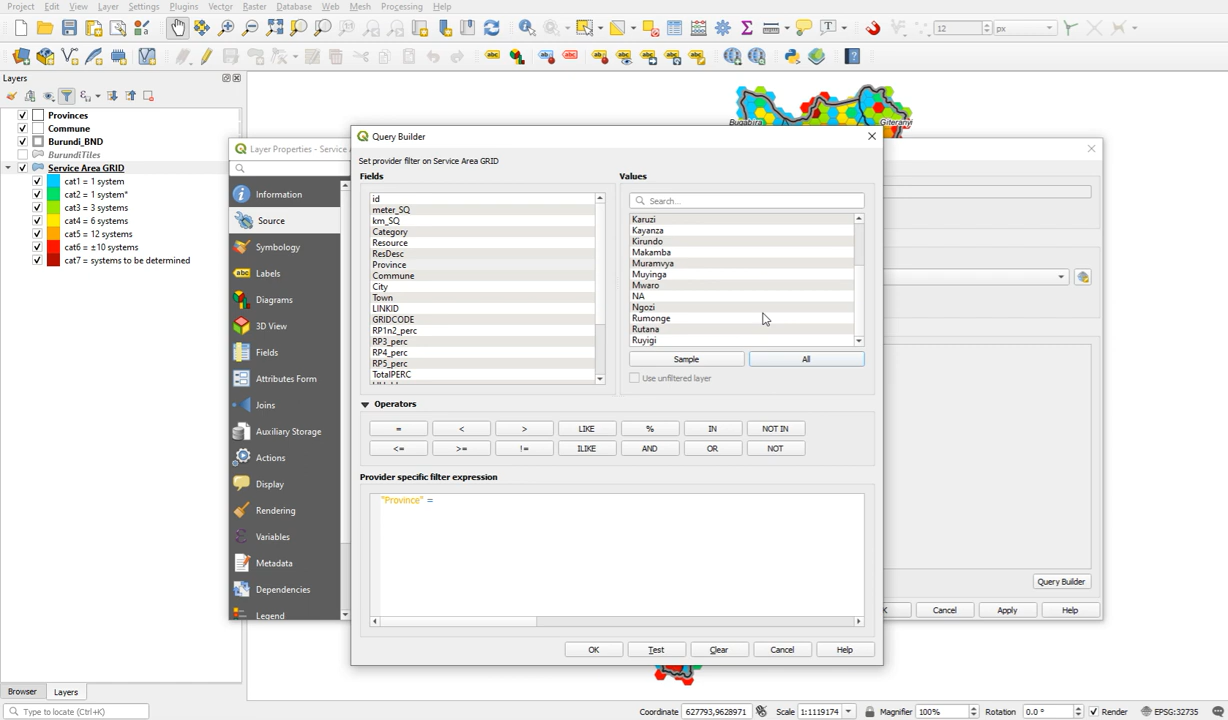 Project Edit View Layer Settings Plugins Vector Raster Database Web Mesh Processing Help
12 px
Layers
Provinces
Commune
Burundi_BND
BurundiTiles
Service Area GRID
cat1 = 1 system
cat2 = 1 system*
cat3 = 3 systems
cat4 = 6 systems
cat5 = 12 systems
cat6 = ±10 systems
cat7 = systems to be determined
Browser Layers
Bugabira
Giteranyi
Layer Properties - Service
Information
Source
Symbology
Labels
Diagrams
3D View
Fields
Attributes Form
Joins
Auxiliary Storage
Actions
Display
Rendering
Variables
Metadata
Dependencies
Legend
Query Builder
Cancel Apply Help
Query Builder
Set provider filter on Service Area GRID
Fields
id
meter_SQ
km_SQ
Category
Resource
ResDesc
Province
Commune
City
Town
LINKID
GRIDCODE
RP1n2_perc
RP3_perc
RP4_perc
RP5_perc
TotalPERC
Values
Search...
Karuzi
Kayanza
Kirundo
Makamba
Muramvya
Muyinga
Mwaro
NA
Ngozi
Rumonge
Rutana
Ruyigi
Sample All
Use unfiltered layer
Operators
= < > LIKE % IN NOT IN
<= >= != ILIKE AND OR NOT
Provider specific filter expression
"Province" =
OK Test Clear Cancel Help
Type to locate (Ctrl+K)
Coordinate 627793,9628971 Scale 1:1119174 Magnifier 100% Rotation 0.0 ° Render EPSG:32735